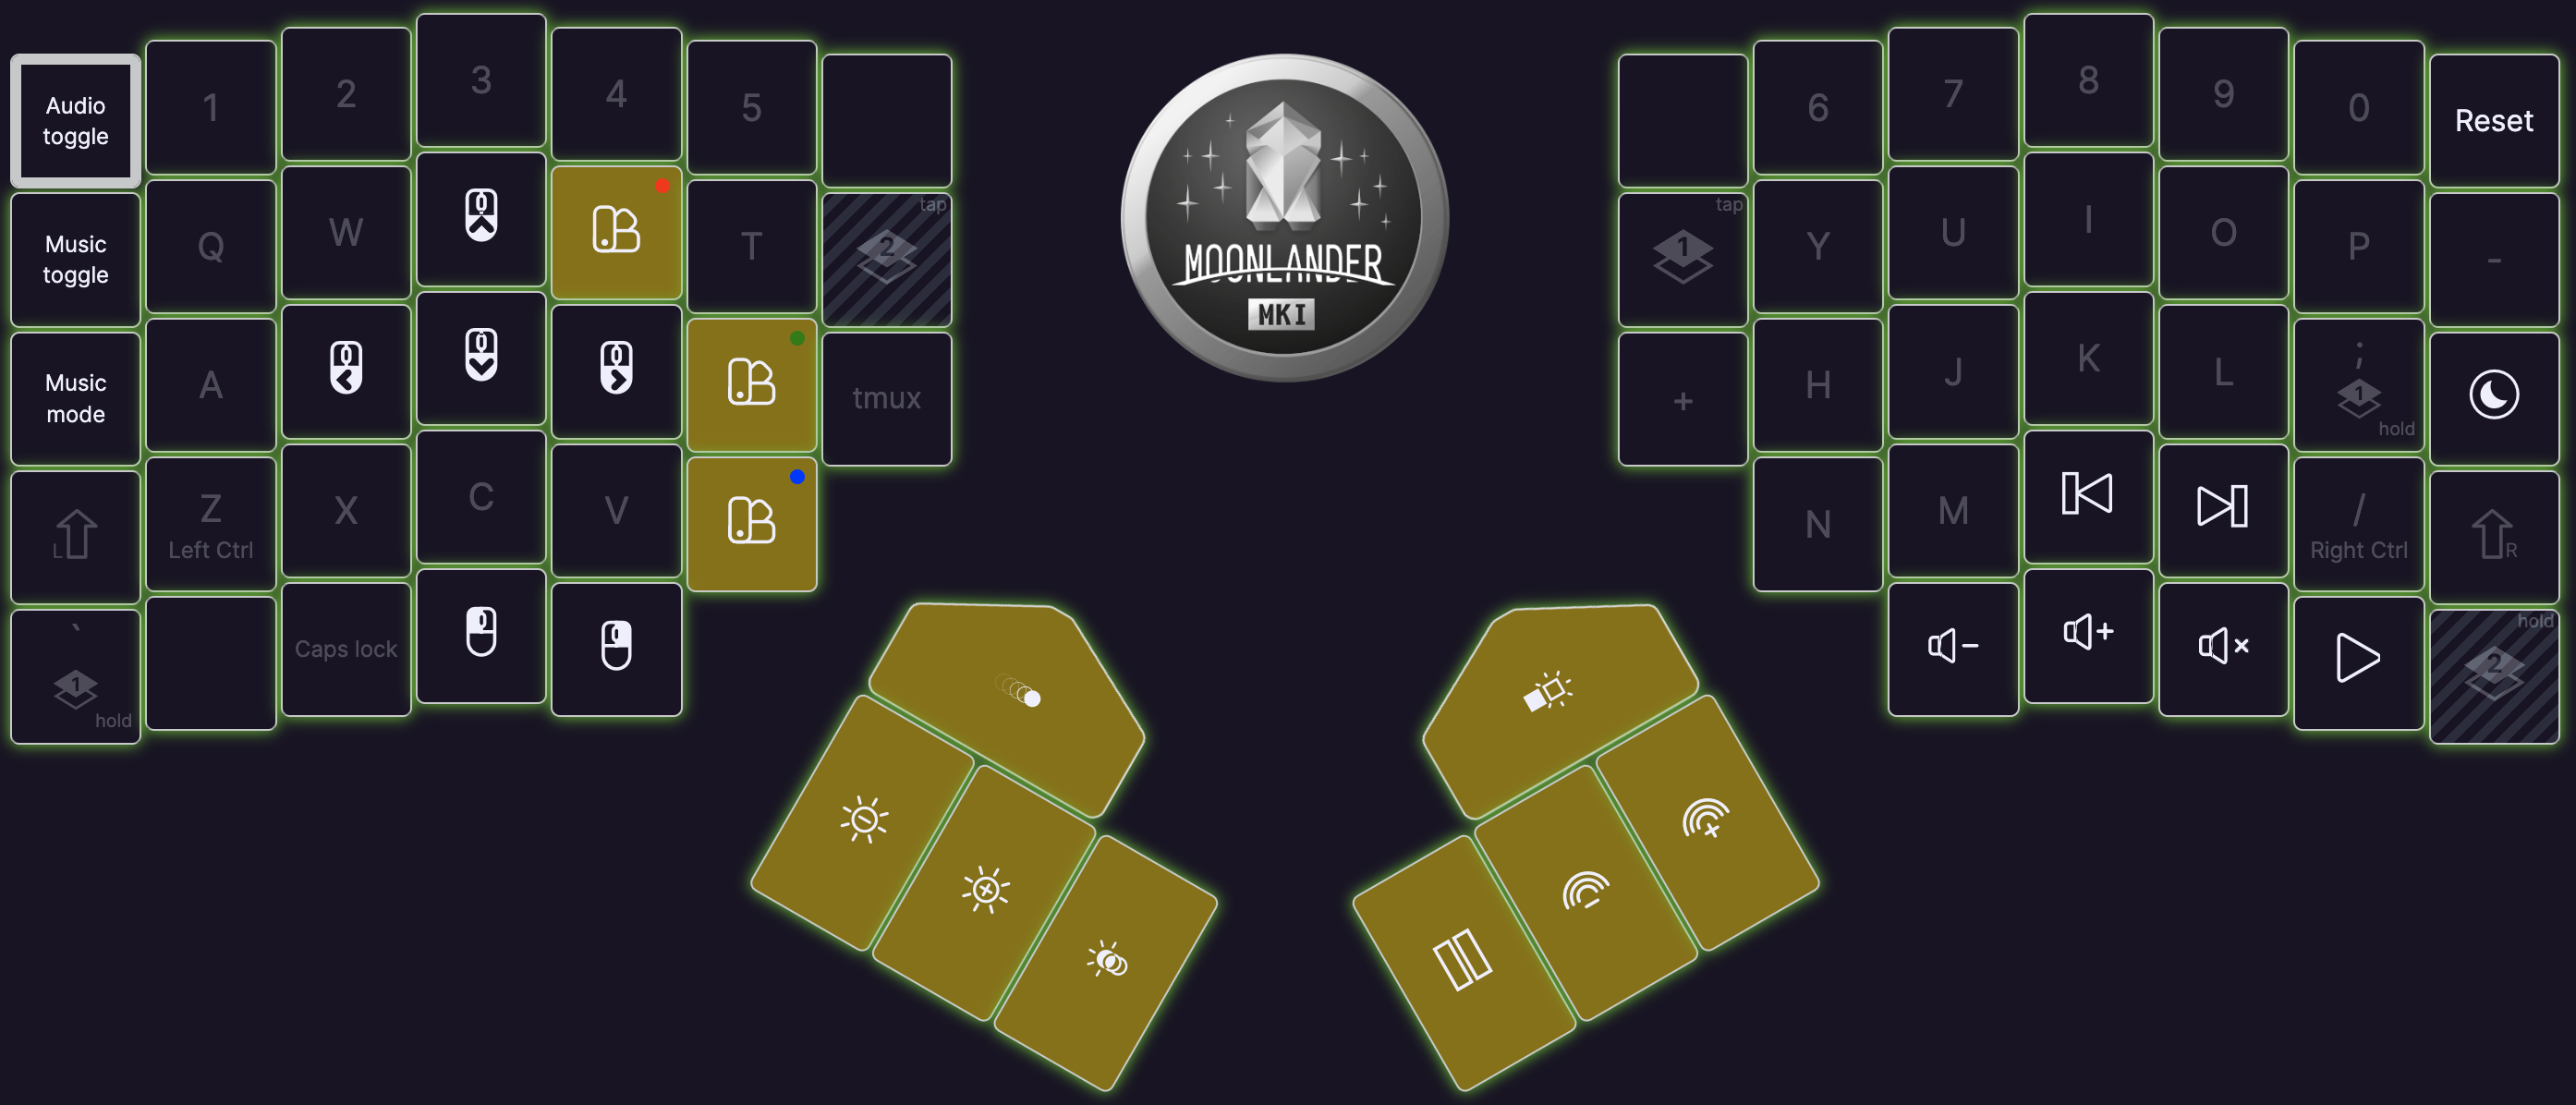 Audio
toggle
1
2
3
4
5
6
7
8
9
0
Reset
Music
toggle
Q
W
T
tap
2
MOONLANDER
MKI
tap
1
Y
U
I
O
P
-
Music
mode
A
tmux
+
H
J
K
L
;
1
hold
L
Z
Left Ctrl
X
C
V
N
M
/
Right Ctrl
R
`
1
hold
Caps lock
hold
2